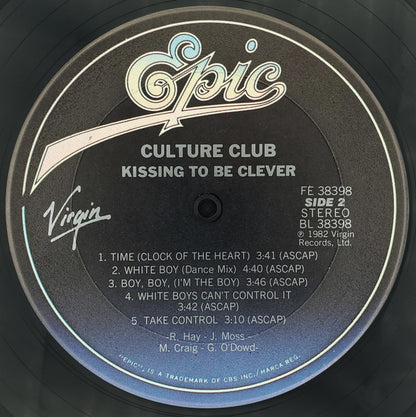 Epic
CULTURE CLUB
KISSING TO BE CLEVER
FE 38398
SIDE 2
STEREO
BL 38398
℗ 1982 Virgin
Records, Ltd.
Virgin
1. TIME (CLOCK OF THE HEART) 3:41 (ASCAP)
2. WHITE BOY (Dance Mix) 4:40 (ASCAP)
3. BOY, BOY, (I'M THE BOY) 3:46 (ASCAP)
4. WHITE BOYS CAN'T CONTROL IT
3:42 (ASCAP)
5 TAKE CONTROL 3:10 (ASCAP)
-R. Hay - J. Moss -
M. Craig - G. O'Dowd-
"EPIC", IS A TRADEMARK OF CBS INC./MARCA REG.